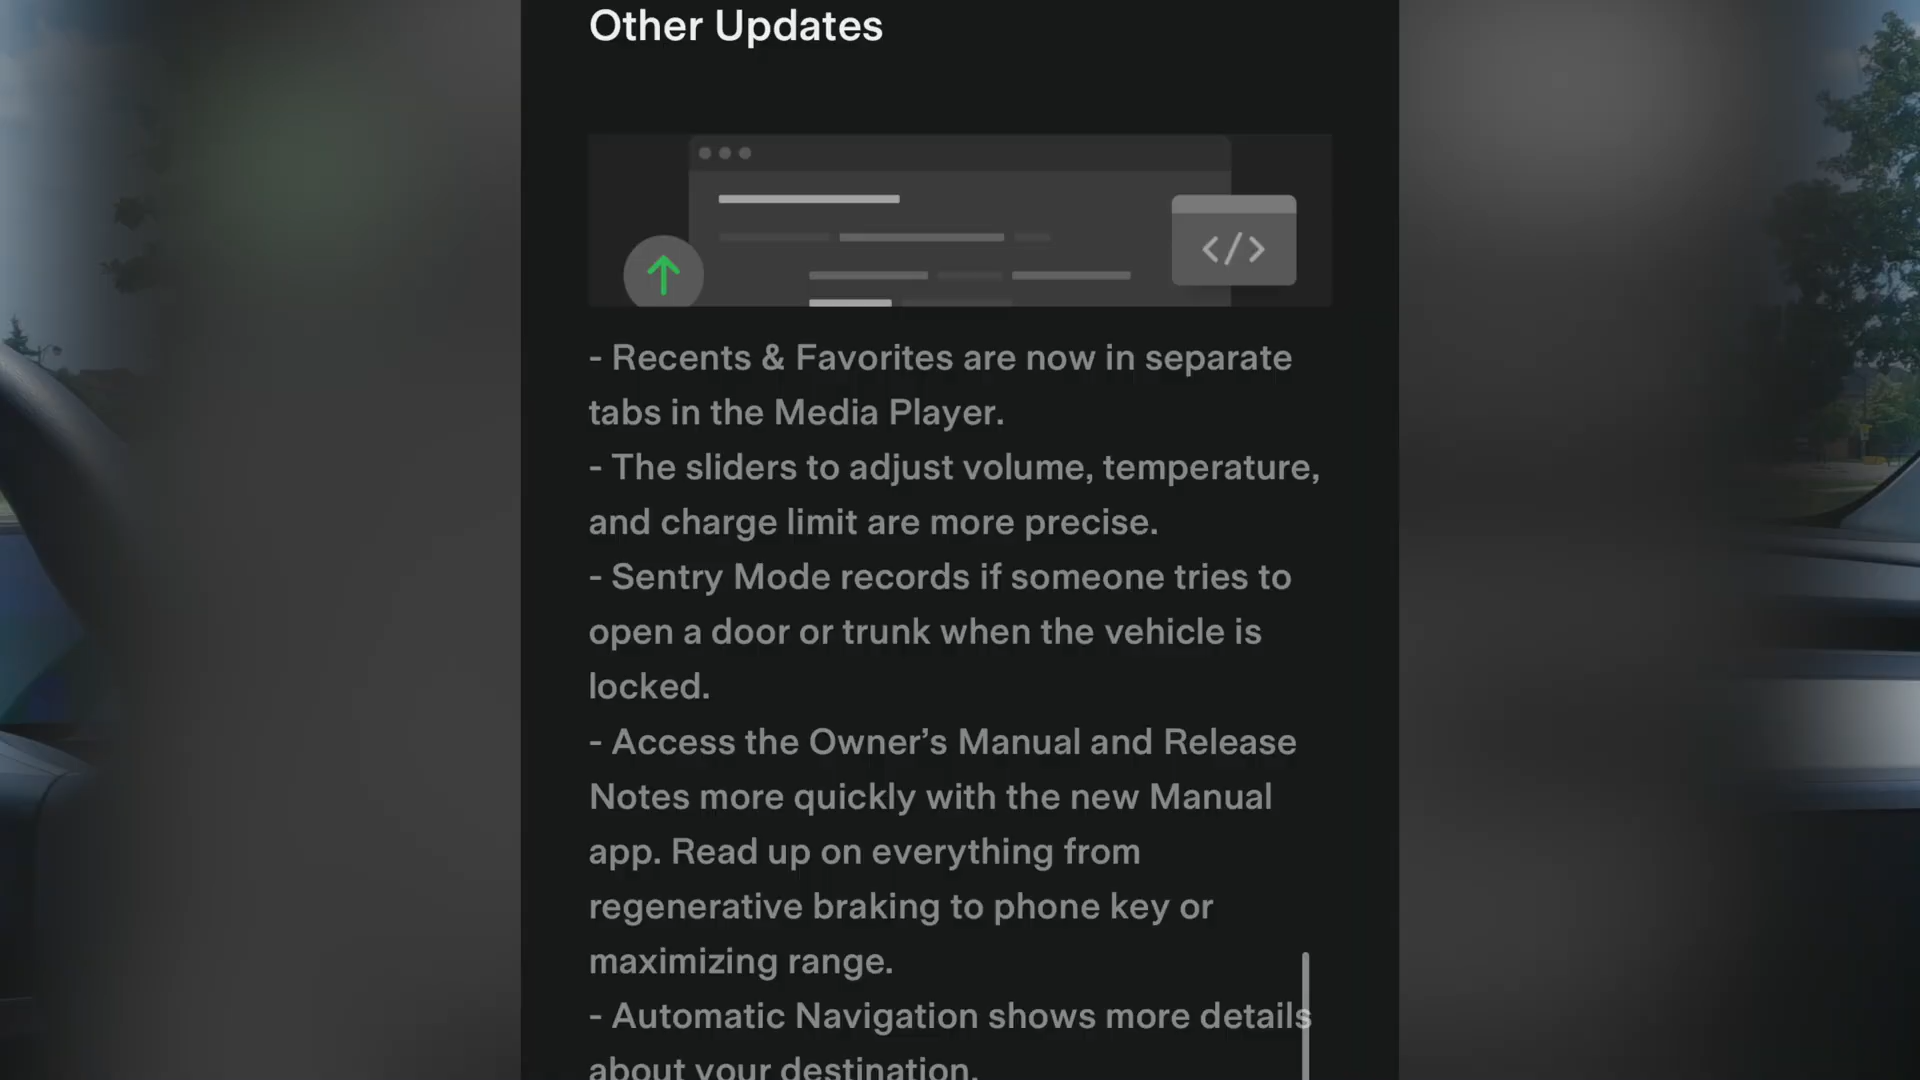 Other Updates
</>
- Recents & Favorites are now in separate
tabs in the Media Player.
- The sliders to adjust volume, temperature,
and charge limit are more precise.
- Sentry Mode records if someone tries to
open a door or trunk when the vehicle is
locked.
- Access the Owner’s Manual and Release
Notes more quickly with the new Manual
app. Read up on everything from
regenerative braking to phone key or
maximizing range.
- Automatic Navigation shows more details
about your destination.